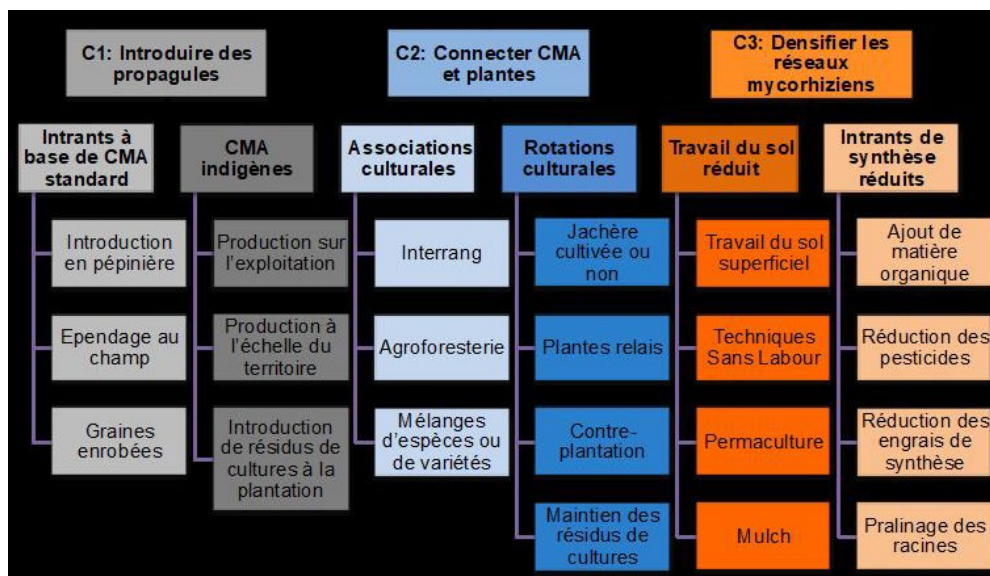 C1: Introduire des
propagules
C2: Connecter CMA
et plantes
C3: Densifier les
réseaux
mycorhiziens
Intrants à
base de CMA
standard
Introduction
en pépinière
Ependage au
champ
Graines
enrobées
CMA
indigènes
Production sur
l'exploitation
Production à
l'échelle du
territoire
Introduction
de résidus de
cultures à la
plantation
Associations
culturales
Interrang
Agroforesterie
Mélanges
d'espèces ou
de variétés
Rotations
culturales
Jachère
cultivée ou
non
Plantes relais
Contre-
plantation
Maintien des
résidus de
cultures
Travail du sol
réduit
Travail du sol
superficiel
Techniques
Sans Labour
Permaculture
Mulch
Intrants de
synthèse
réduits
Ajout de
matière
organique
Réduction des
pesticides
Réduction des
engrais de
synthèse
Pralinage des
racines